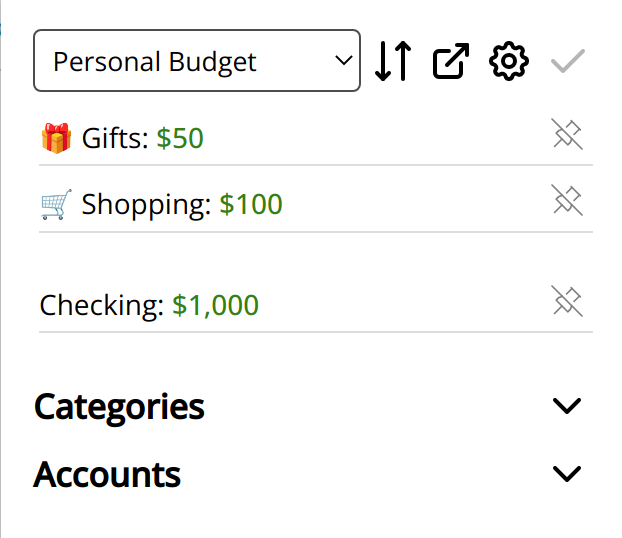 Personal Budget
🎁 Gifts: $50
🛒 Shopping: $100
Checking: $1,000
Categories
Accounts